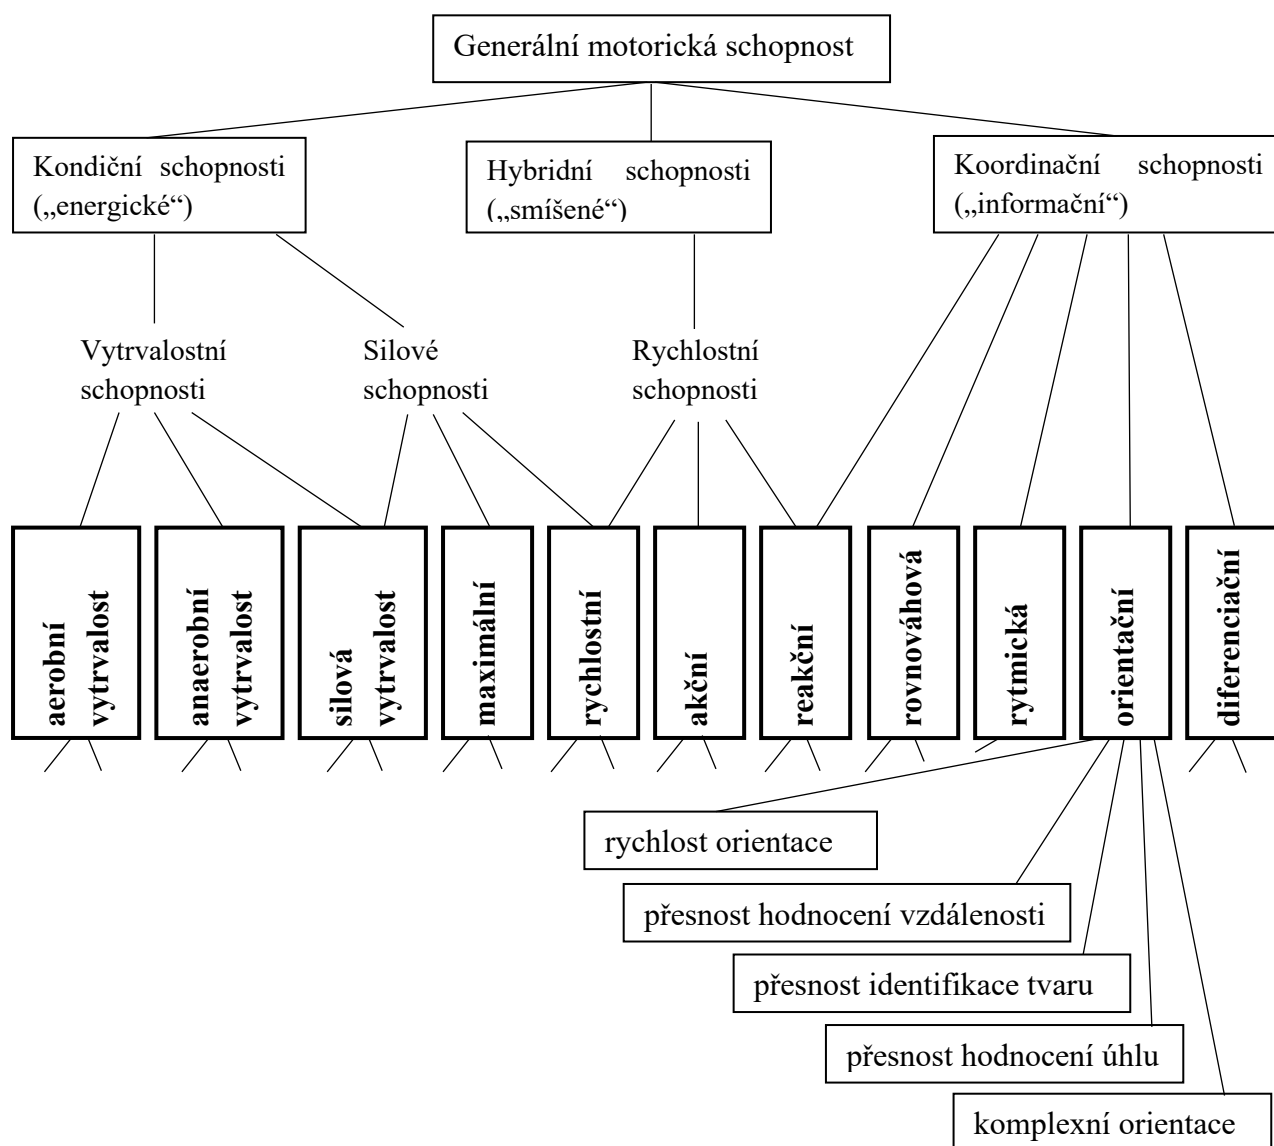 Generální motorická schopnost
Kondiční schopnosti
(„energické“)
Hybridní schopnosti
(„smíšené“)
Koordinační schopnosti
(„informační“)
Vytrvalostní
schopnosti
Silové
schopnosti
Rychlostní
schopnosti
aerobní
vytrvalost
anaerobní
vytrvalost
silová
vytrvalost
maximální
rychlostní
akční
reakční
rovnováhová
rytmická
orientační
diferenciační
rychlost orientace
přesnost hodnocení vzdálenosti
přesnost identifikace tvaru
přesnost hodnocení úhlu
komplexní orientace